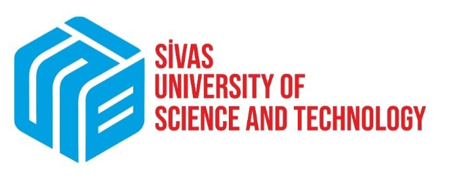 SİVAS
UNIVERSITY OF
SCIENCE AND TECHNOLOGY